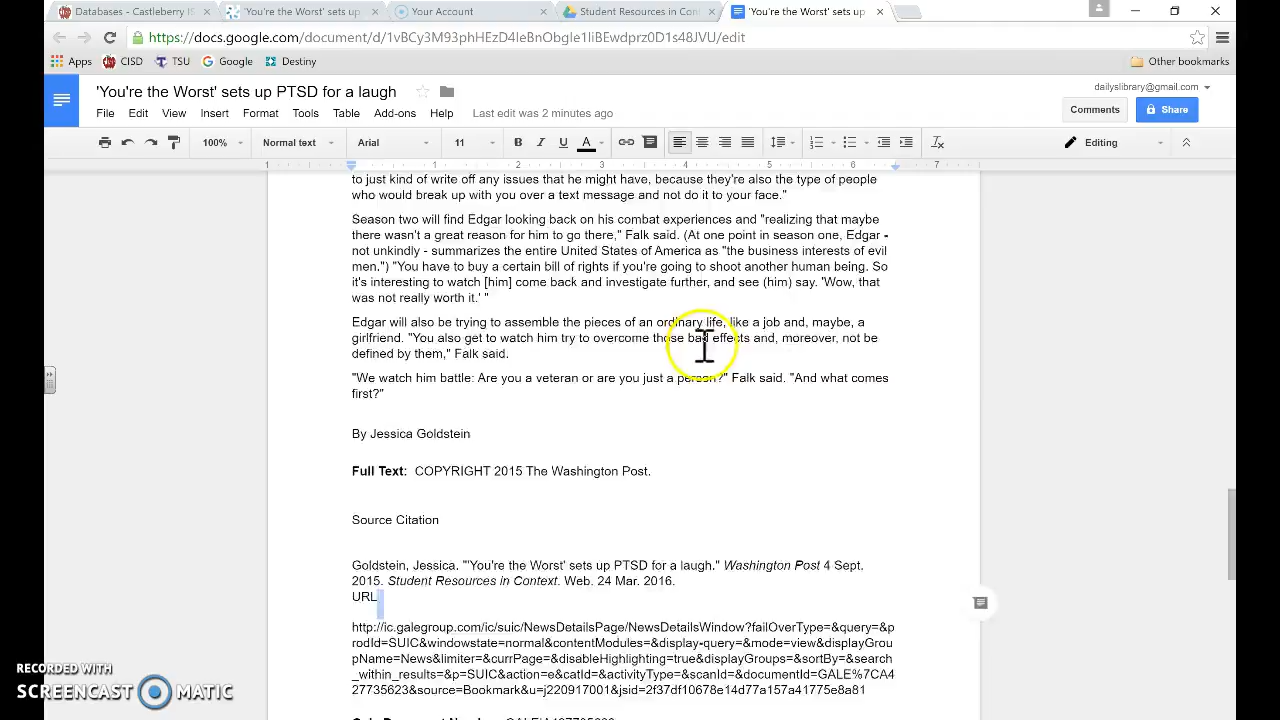 Databases - Castleberry IS
'You're the Worst' sets up
Your Account
Student Resources in Con
'You're the Worst' sets up
https://docs.google.com/document/d/1vBCy3M93phHEzD4IeBnObgIe1IiBEwdprz0D1s48JVU/edit
Apps CISD TSU Google Destiny Other bookmarks
'You're the Worst' sets up PTSD for a laugh
dailyslibrary@gmail.com
File Edit View Insert Format Tools Table Add-ons Help Last edit was 2 minutes ago
Comments Share
100% Normal text Arial 11 B I U A Editing
1 1 2 3 4 5 6 7
to just kind of write off any issues that he might have, because they're also the type of people
who would break up with you over a text message and not do it to your face."
Season two will find Edgar looking back on his combat experiences and "realizing that maybe
there wasn't a great reason for him to go there," Falk said. (At one point in season one, Edgar -
not unkindly - summarizes the entire United States of America as "the business interests of evil
men.") "You have to buy a certain bill of rights if you're going to shoot another human being. So
it's interesting to watch [him] come back and investigate further, and see (him) say. 'Wow, that
was not really worth it.' "
Edgar will also be trying to assemble the pieces of an ordinary life, like a job and, maybe, a
girlfriend. "You also get to watch him try to overcome those bad effects and, moreover, not be
defined by them," Falk said.
"We watch him battle: Are you a veteran or are you just a person?" Falk said. "And what comes
first?"
By Jessica Goldstein
Full Text: COPYRIGHT 2015 The Washington Post.
Source Citation
Goldstein, Jessica. "'You're the Worst' sets up PTSD for a laugh." Washington Post 4 Sept.
2015. Student Resources in Context. Web. 24 Mar. 2016.
URL
http://ic.galegroup.com/ic/suic/NewsDetailsPage/NewsDetailsWindow?failOverType=&query=&p
rodId=SUIC&windowstate=normal&contentModules=&display-query=&mode=view&displayGrou
pName=News&limiter=&currPage=&disableHighlighting=true&displayGroups=&sortBy=&search
_within_results=&p=SUIC&action=e&catId=&activityType=&scanId=&documentId=GALE%7CA4
27735623&source=Bookmark&u=j220917001&jsid=2f37df10678e14d77a157a41775e8a81
RECORDED WITH
SCREENCAST MATIC